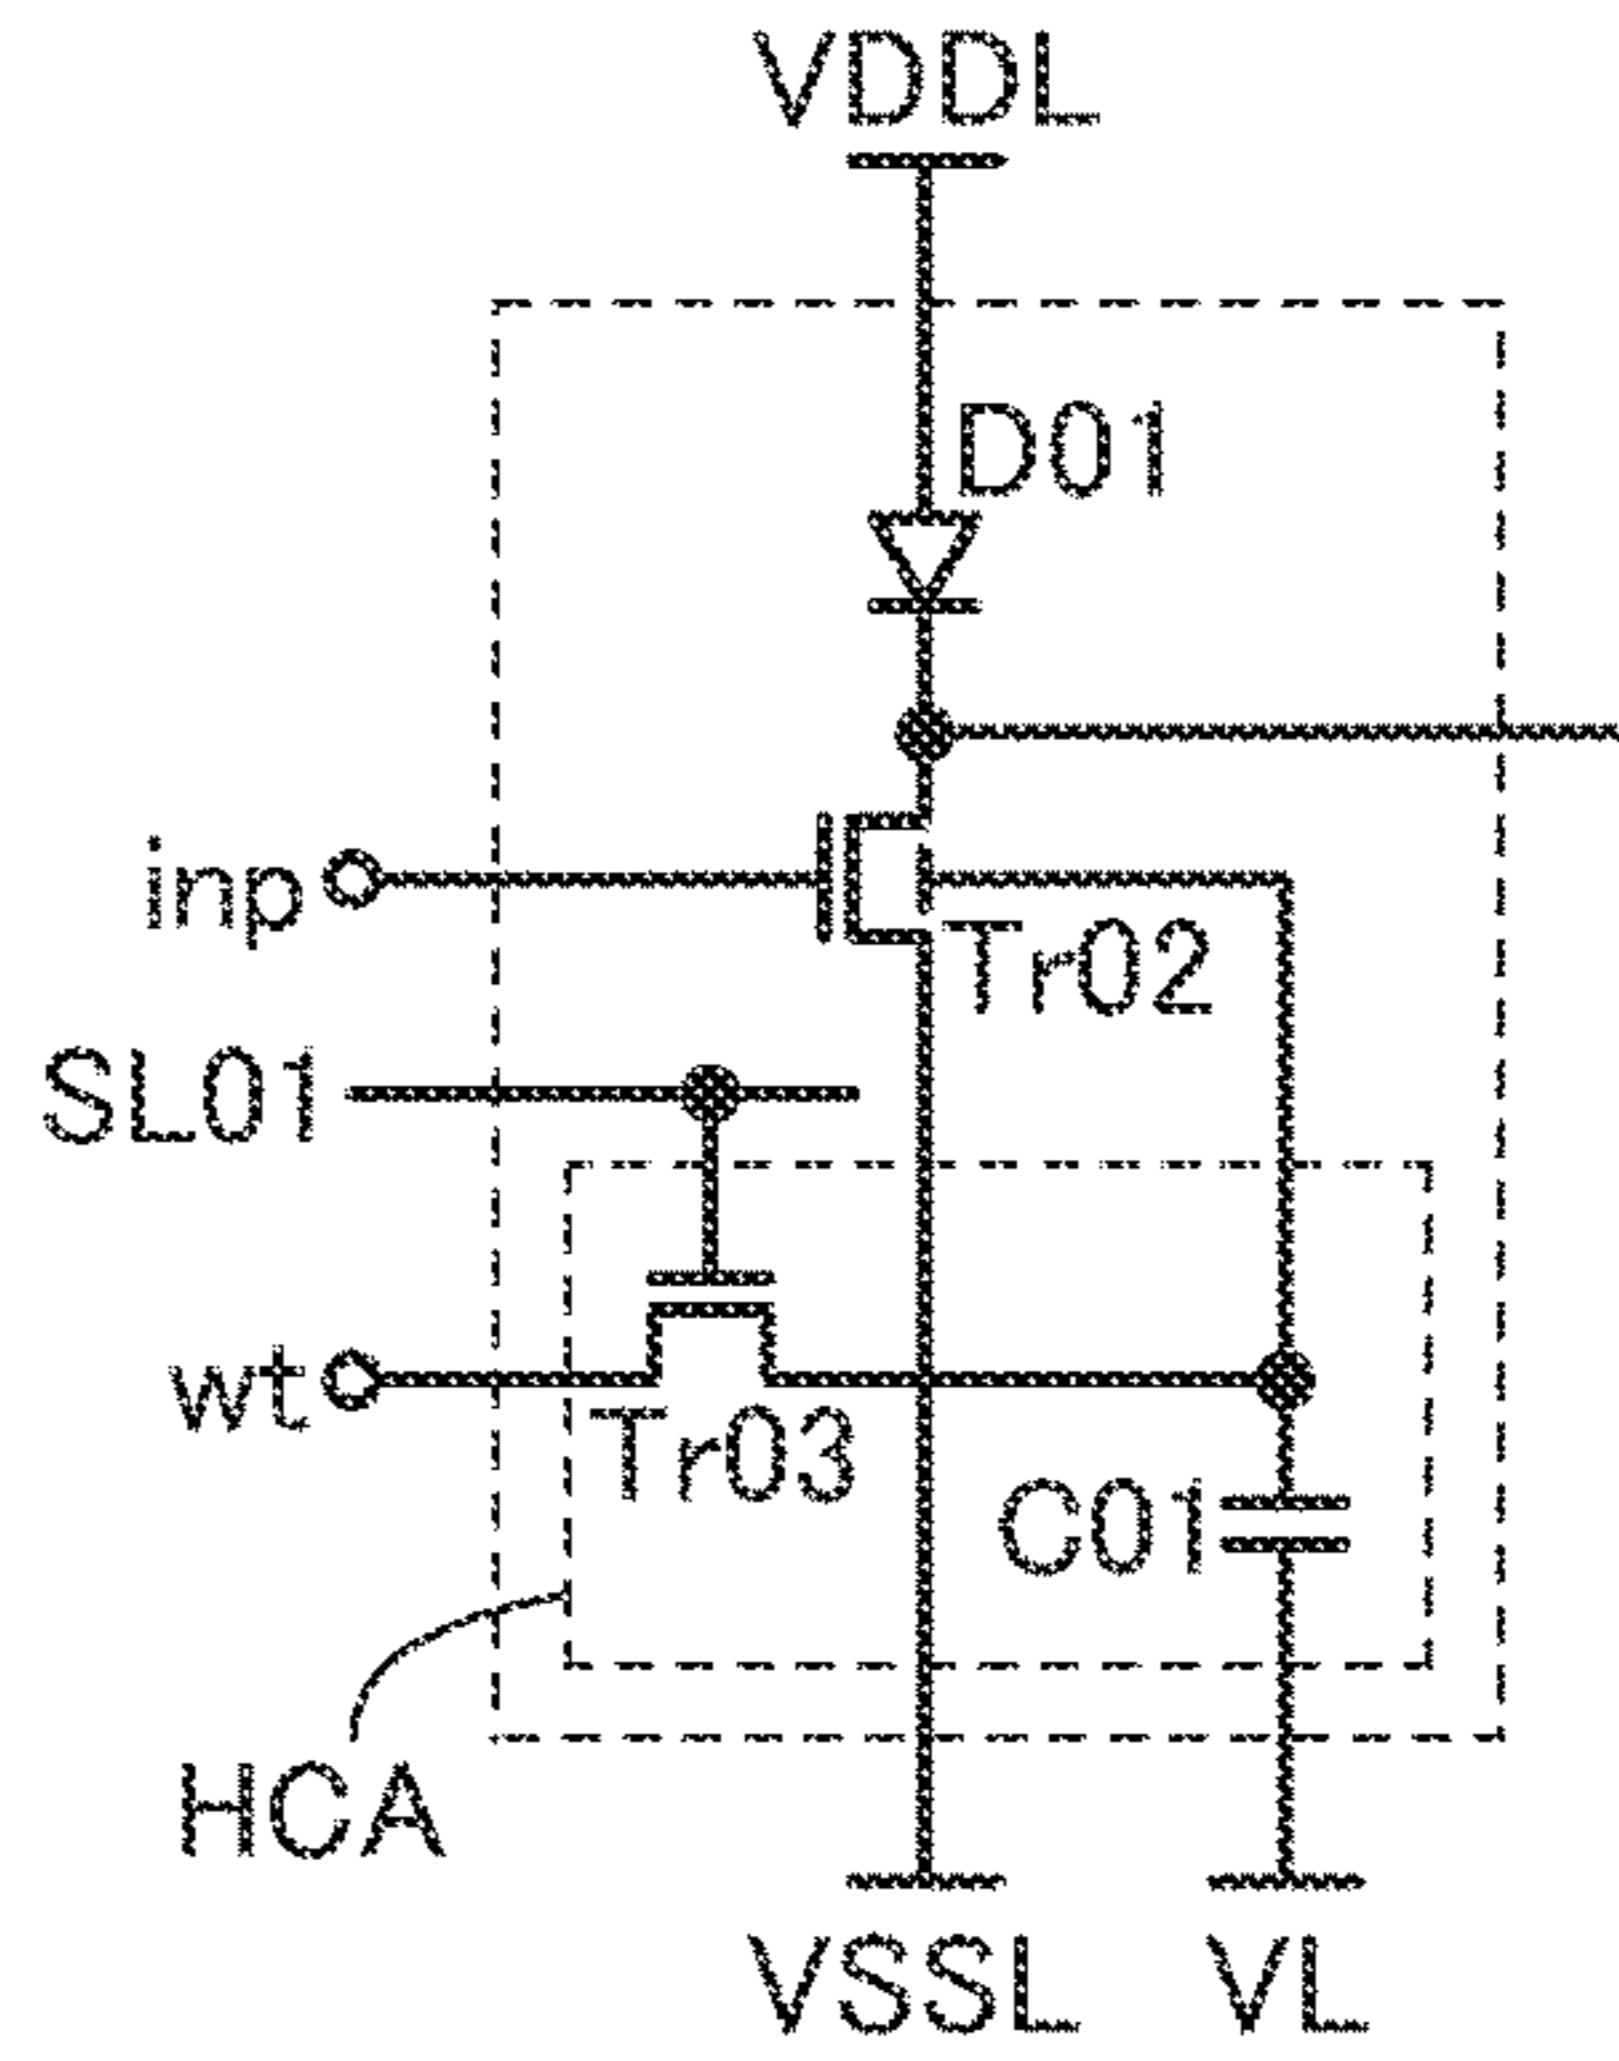 VDDL
D01
inp
Tr02
SL01
wt
Tr03
C01
HCA
VSSL
VL